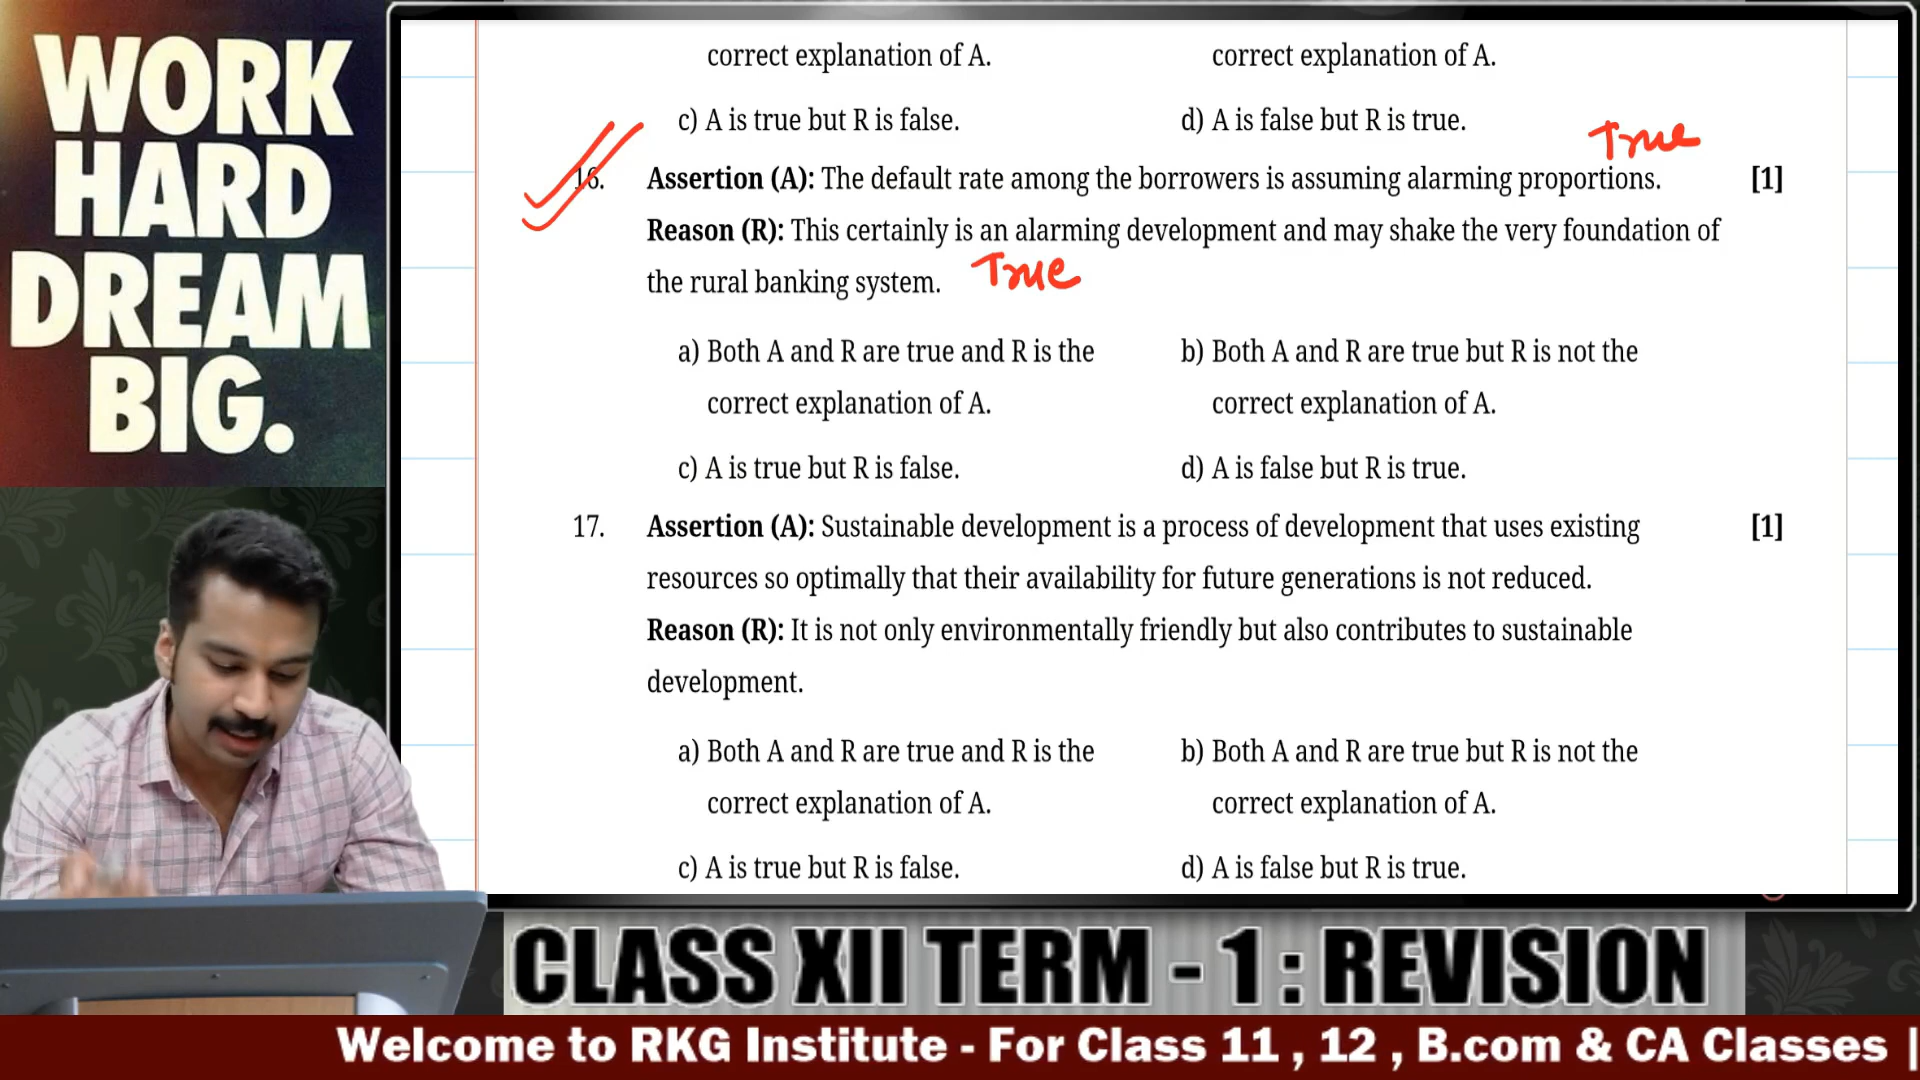 WORK
HARD
DREAM
BIG.
correct explanation of A. correct explanation of A.
c) A is true but R is false. d) A is false but R is true.
True
16. Assertion (A): The default rate among the borrowers is assuming alarming proportions. [1]
Reason (R): This certainly is an alarming development and may shake the very foundation of
the rural banking system. True
a) Both A and R are true and R is the b) Both A and R are true but R is not the
correct explanation of A. correct explanation of A.
c) A is true but R is false. d) A is false but R is true.
17. Assertion (A): Sustainable development is a process of development that uses existing [1]
resources so optimally that their availability for future generations is not reduced.
Reason (R): It is not only environmentally friendly but also contributes to sustainable
development.
a) Both A and R are true and R is the b) Both A and R are true but R is not the
correct explanation of A. correct explanation of A.
c) A is true but R is false. d) A is false but R is true.
CLASS XII TERM - 1 : REVISION
Welcome to RKG Institute - For Class 11 , 12 , B.com & CA Classes |